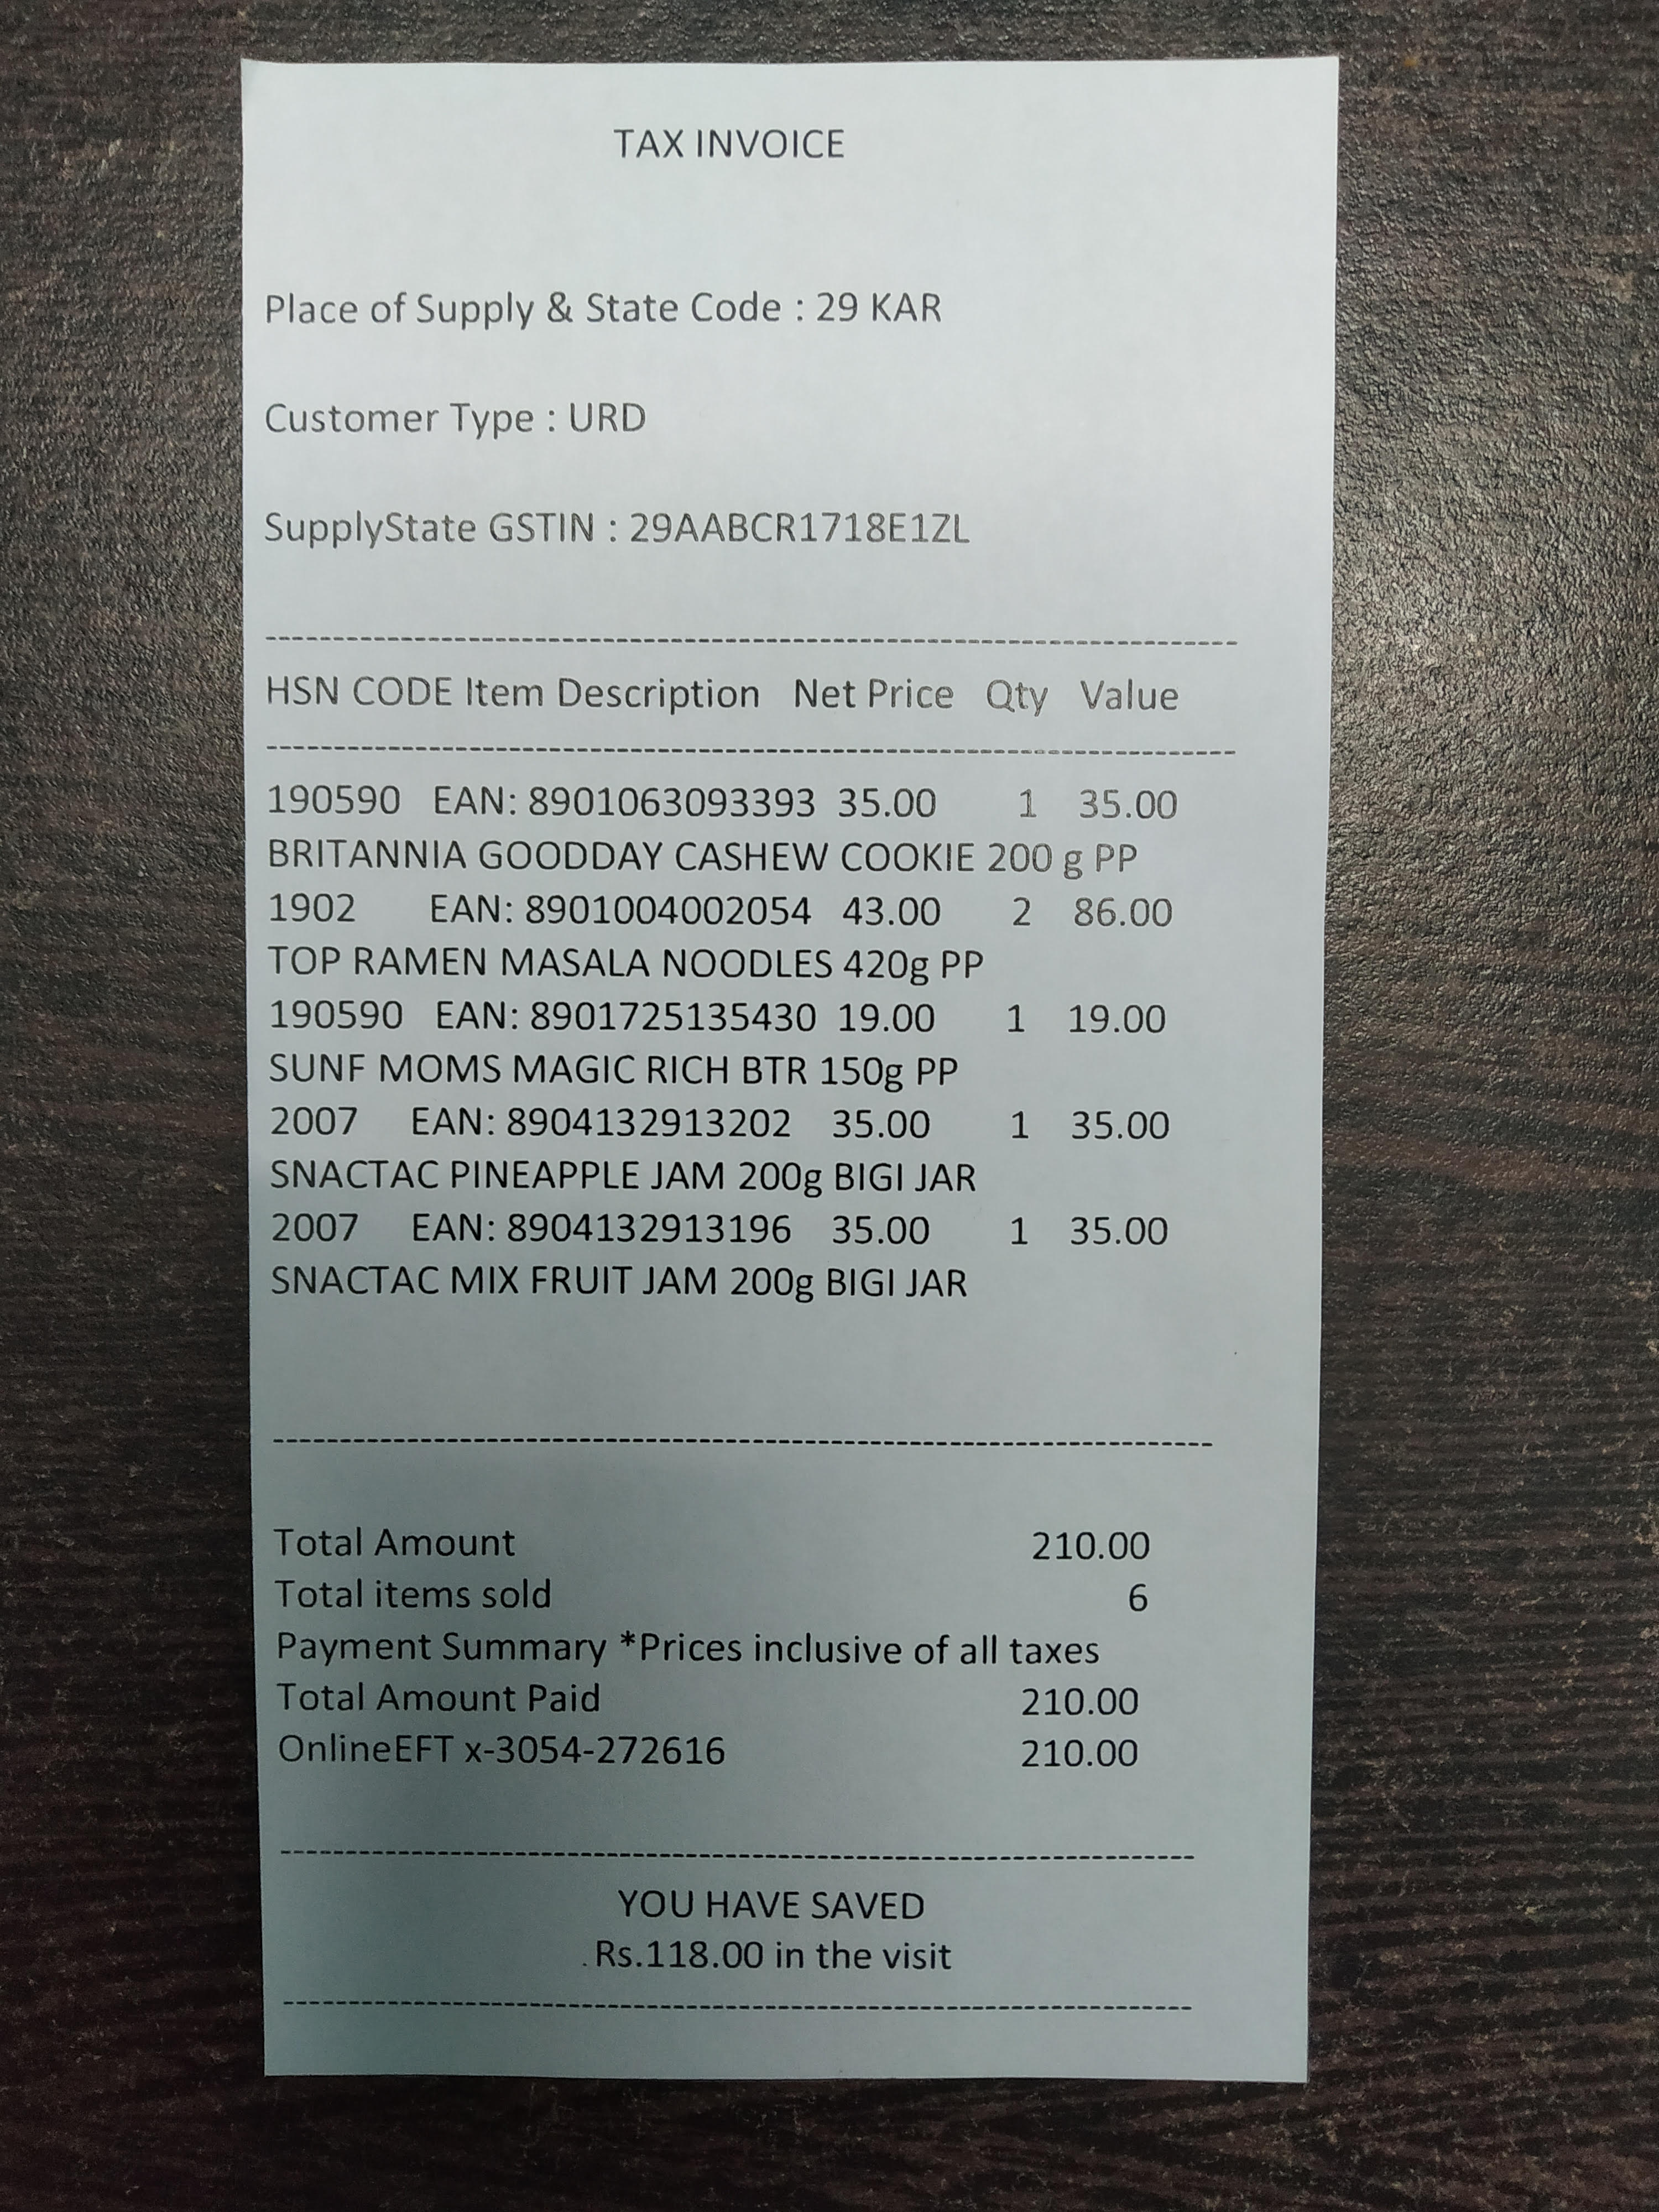 TAX INVOICE
Place of Supply & State Code : 29 KAR
Customer Type : URD
SupplyState GSTIN : 29AABCR1718E1ZL
--------------------------------------------------------------------------------
HSN CODE Item Description Net Price Qty Value
--------------------------------------------------------------------------------
190590 EAN: 8901063093393 35.00 1 35.00
BRITANNIA GOODDAY CASHEW COOKIE 200 g PP
1902 EAN: 8901004002054 43.00 2 86.00
TOP RAMEN MASALA NOODLES 420g PP
190590 EAN: 8901725135430 19.00 1 19.00
SUNF MOMS MAGIC RICH BTR 150g PP
2007 EAN: 8904132913202 35.00 1 35.00
SNACTAC PINEAPPLE JAM 200g BIGI JAR
2007 EAN: 8904132913196 35.00 1 35.00
SNACTAC MIX FRUIT JAM 200g BIGI JAR
--------------------------------------------------------------------------------
Total Amount 210.00
Total items sold 6
Payment Summary *Prices inclusive of all taxes
Total Amount Paid 210.00
OnlineEFT x-3054-272616 210.00
--------------------------------------------------------------------------------
YOU HAVE SAVED
. Rs.118.00 in the visit
--------------------------------------------------------------------------------